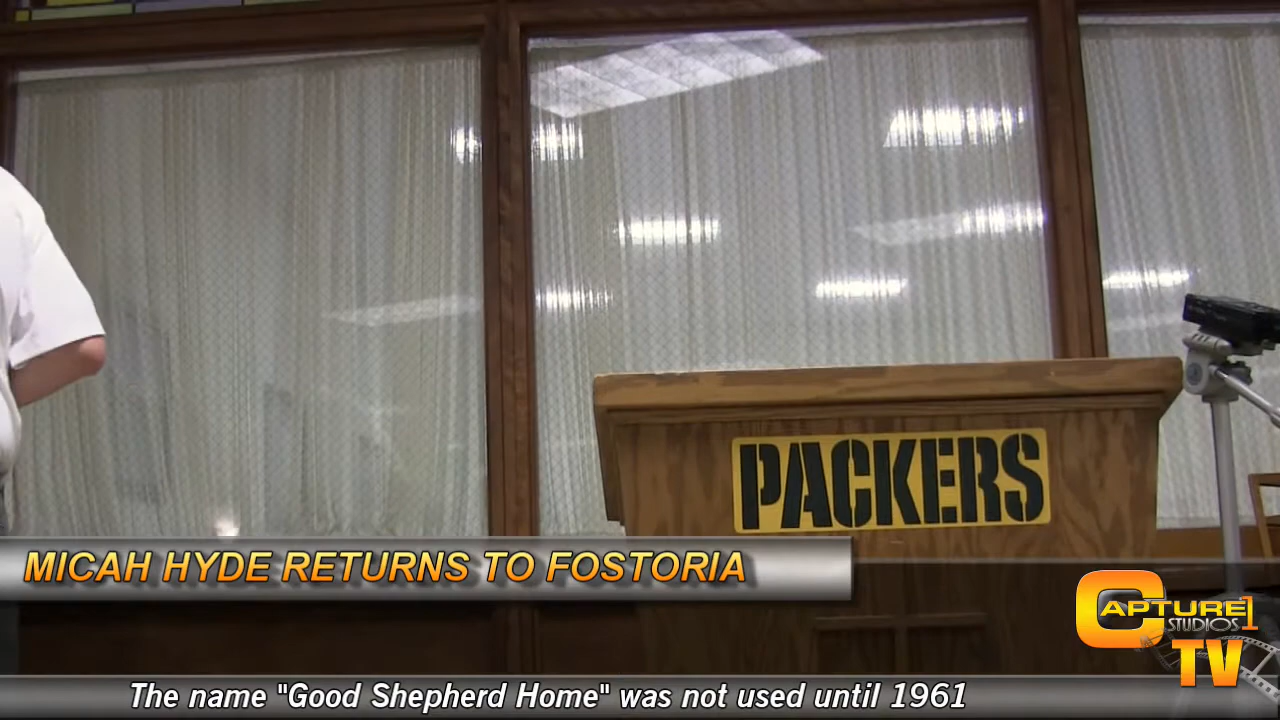 PACKERS
MICAH HYDE RETURNS TO FOSTORIA
CAPTURE
STUDIOS 1
TV
The name "Good Shepherd Home" was not used until 1961